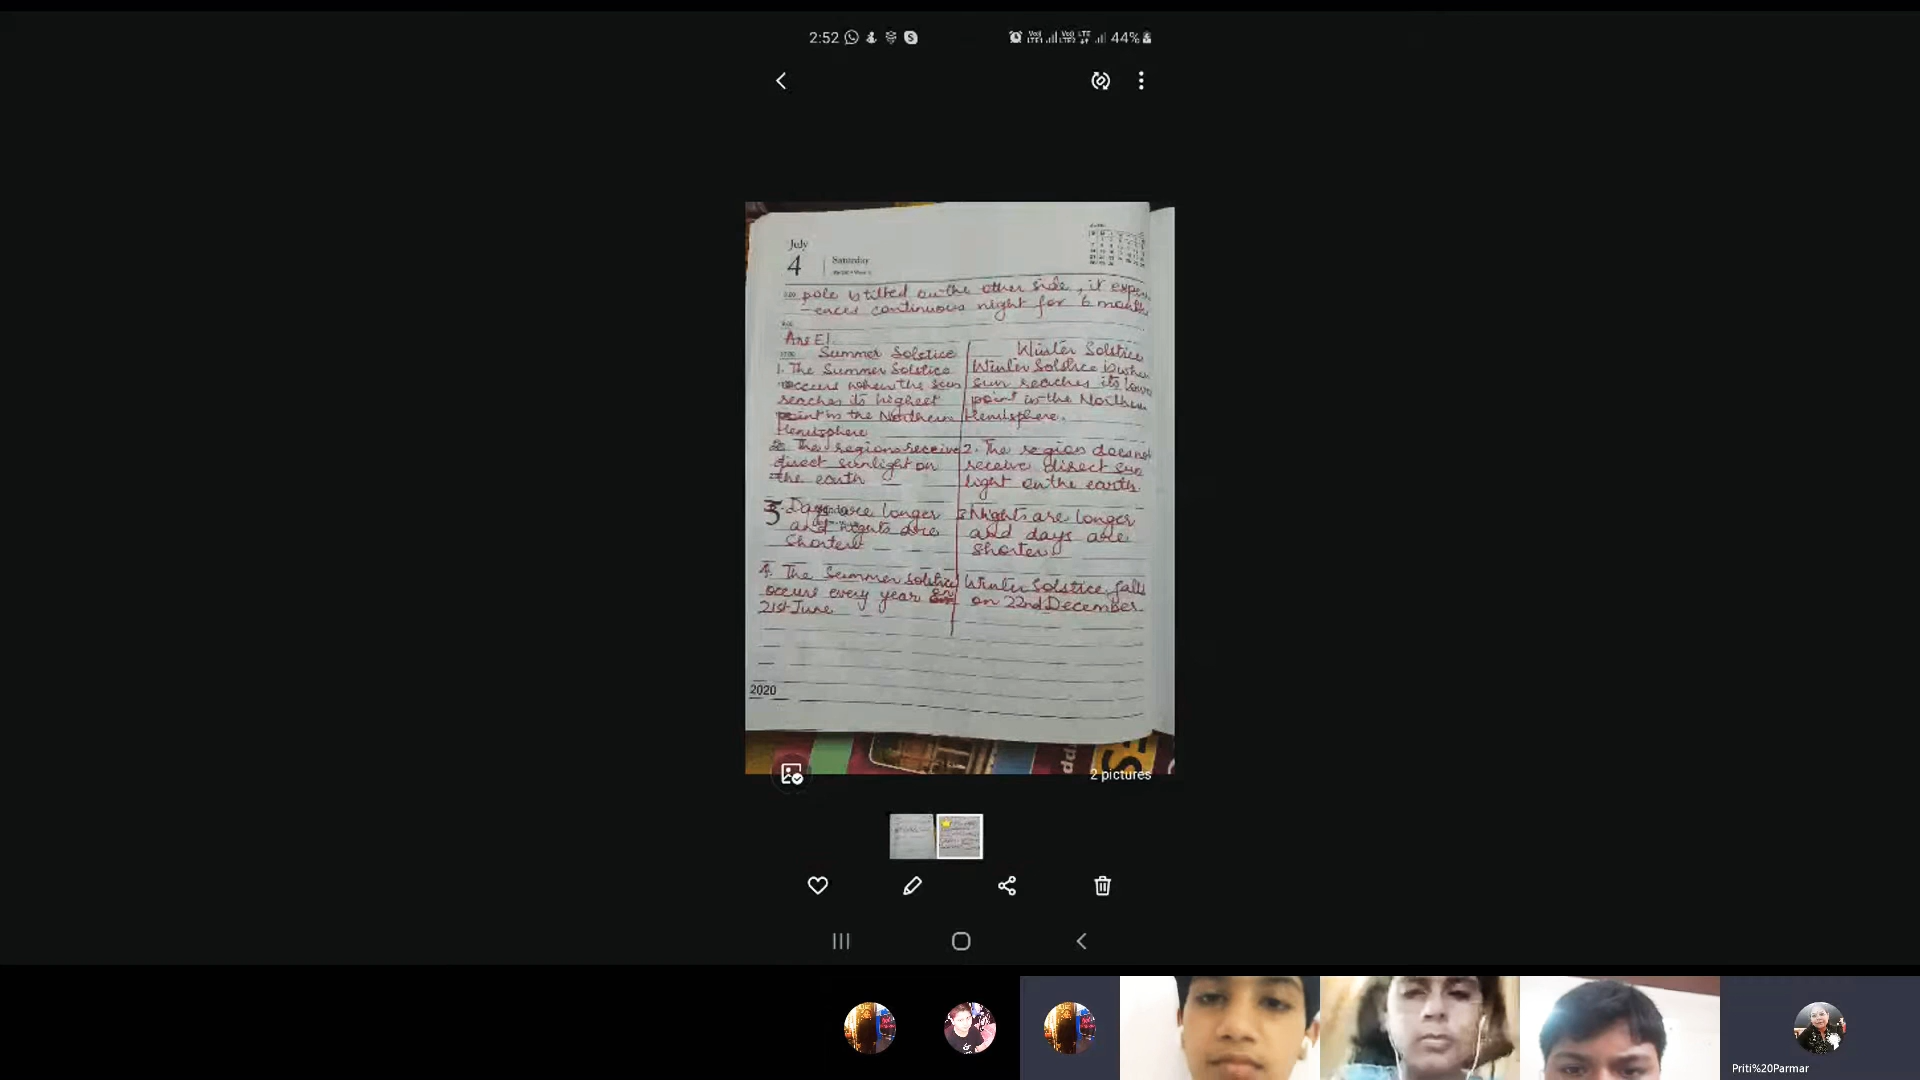 2:52
44%
July
4
Saturday
pole is tilted on the other side, it experi
-ences continuous night for 6 months
9:00
Ans E1
10:00
Summer Solstice
Winter Solstice
1. The Summer Solstice
occurs when the sun
reaches its highest
point in the Northern
Hemisphere
Winter Solstice is when
sun reaches its lowest
point in the Northern
Hemisphere.
2. The regions receive
direct sunlight on
the earth
2. The region does not
receive direct sun
light on the earth.
3. Days are longer
and nights are
shorter
3 Nights are longer
and days are
shorter
4. The Summer Solstice
occurs every year on
21st June
Winter Solstice falls
on 22nd December
2020
2 pictures
Priti%20Parmar